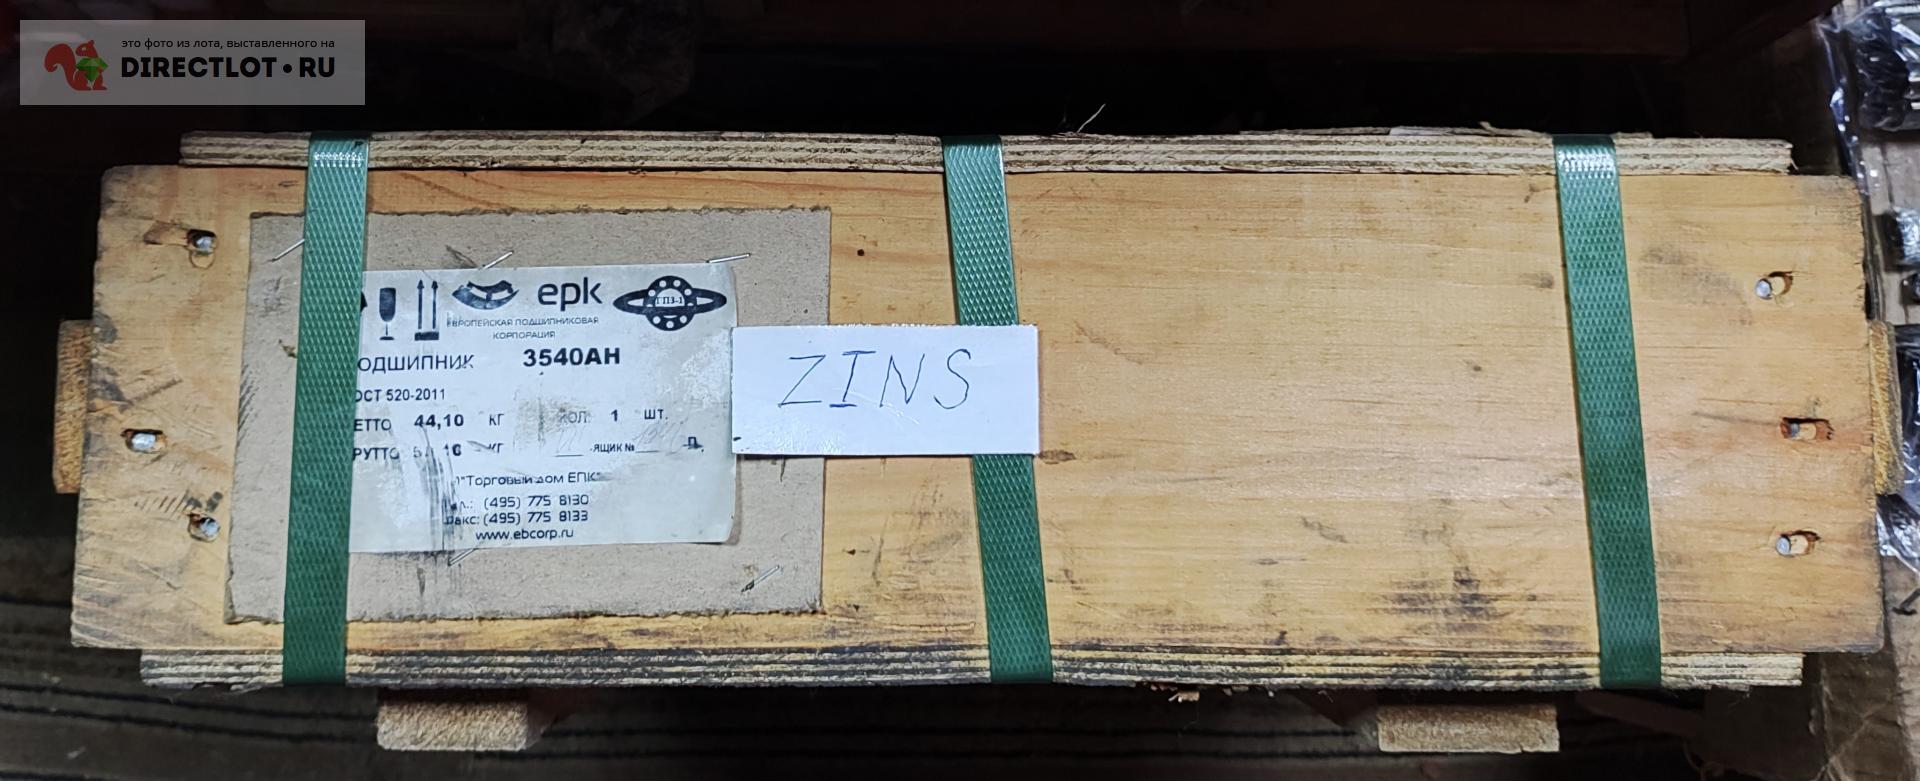 это фото из лота, выставленного на
DIRECTLOT.RU
epk
ГПЗ-1
ЕВРОПЕЙСКАЯ ПОДШИПНИКОВАЯ
КОРПОРАЦИЯ
ОДШИПНИК 3540АН
ОСТ 520-2011
ЕТТО 44,10 КГ КОЛ. 1 ШТ.
РУТТО КГ ЯЩИК №
"Торговый дом ЕПК"
(495) 775 8130
факс: (495) 775 8133
www.ebcorp.ru
ZINS